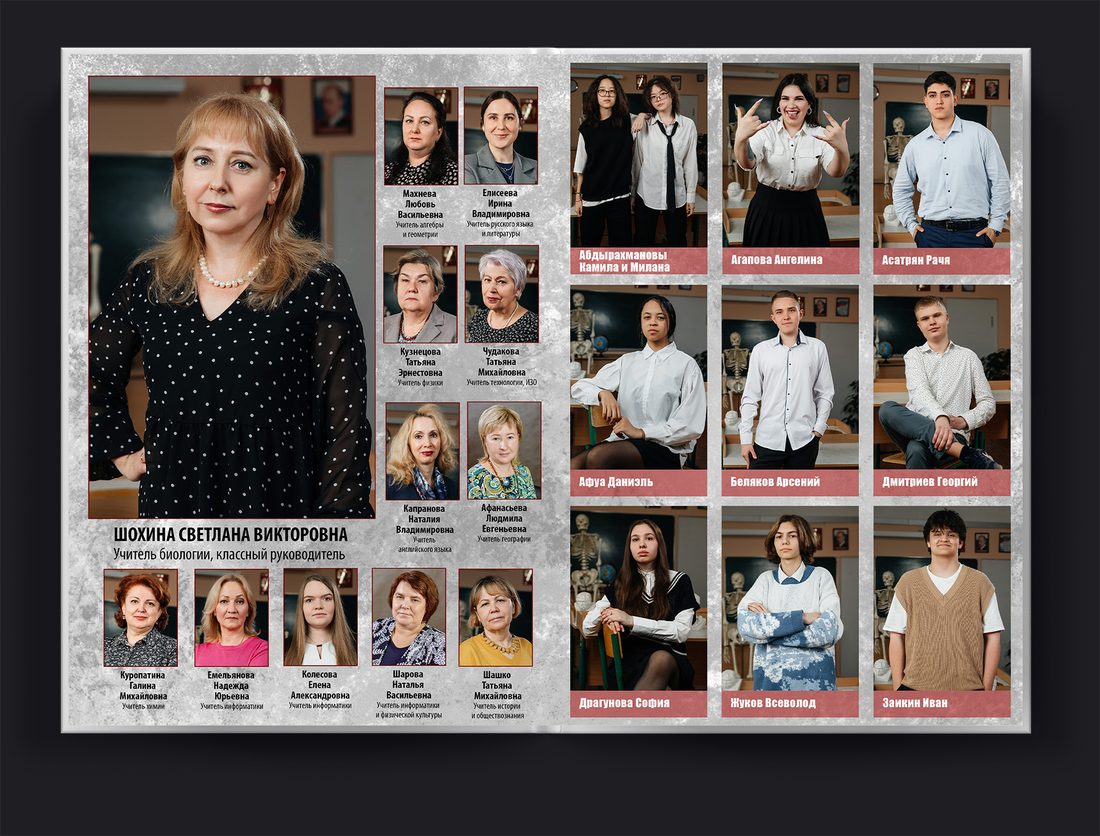 Махнева
Любовь
Васильевна
Учитель алгебры
и геометрии
Елисеева
Ирина
Владимировна
Учитель русского языка
и литературы
Кузнецова
Татьяна
Эрнестовна
Учитель физики
Чудакова
Татьяна
Михайловна
Учитель технологии, ИЗО
Капранова
Наталия
Владимировна
Учитель
английского языка
Афанасьева
Людмила
Евгеньевна
Учитель географии
ШОХИНА СВЕТЛАНА ВИКТОРОВНА
Учитель биологии, классный руководитель
Куропатина
Галина
Михайловна
Учитель химии
Емельянова
Надежда
Юрьевна
Учитель информатики
Колесова
Елена
Александровна
Учитель информатики
Шарова
Наталья
Васильевна
Учитель информатики
и физической культуры
Шашко
Татьяна
Михайловна
Учитель истории
и обществознания
Абдырахмановы
Камила и Милана
Агапова Ангелина
Асатрян Рача
Афуа Даниэль
Беляков Арсений
Дмитриев Георгий
Драгунова София
Жуков Всеволод
Заикин Иван